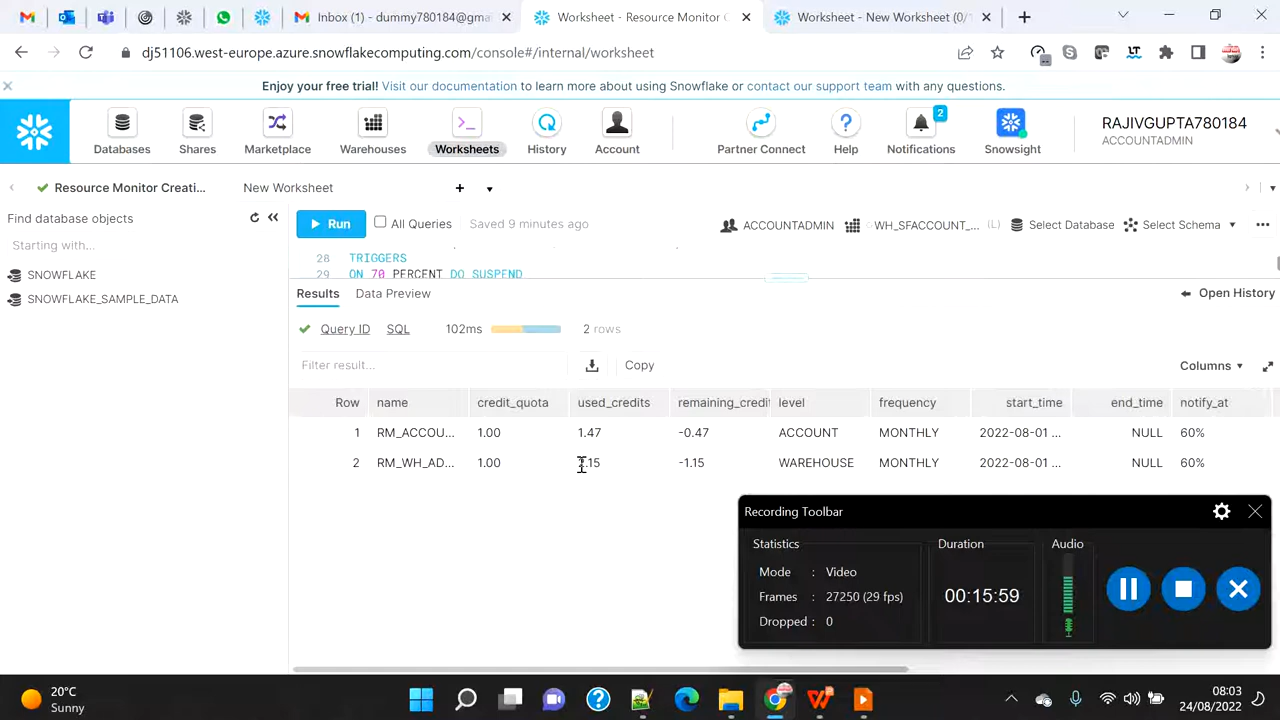 Inbox (1) - dummy780184@gma
Worksheet - Resource Monitor C
Worksheet - New Worksheet (0/1
dj51106.west-europe.azure.snowflakecomputing.com/console#/internal/worksheet
Enjoy your free trial! Visit our documentation to learn more about using Snowflake or contact our support team with any questions.
Databases
Shares
Marketplace
Warehouses
Worksheets
History
Account
Partner Connect
Help
2
Notifications
Snowsight
RAJIVGUPTA780184
ACCOUNTADMIN
Resource Monitor Creati...
New Worksheet
Find database objects
Starting with...
SNOWFLAKE
SNOWFLAKE_SAMPLE_DATA
Run
All Queries
Saved 9 minutes ago
ACCOUNTADMIN
WH_SFACCOUNT_... (L)
Select Database
Select Schema
28 TRIGGERS
29 ON 70 PERCENT DO SUSPEND
Results
Data Preview
Open History
Query ID
SQL
102ms
2 rows
Filter result...
Copy
Columns
Row name credit_quota used_credits remaining_credit level frequency start_time end_time notify_at
1 RM_ACCOU... 1.00 1.47 -0.47 ACCOUNT MONTHLY 2022-08-01 ... NULL 60%
2 RM_WH_AD... 1.00 2.15 -1.15 WAREHOUSE MONTHLY 2022-08-01 ... NULL 60%
Recording Toolbar
Statistics
Mode : Video
Frames : 27250 (29 fps)
Dropped : 0
Duration
00:15:59
Audio
20°C
Sunny
08:03
24/08/2022